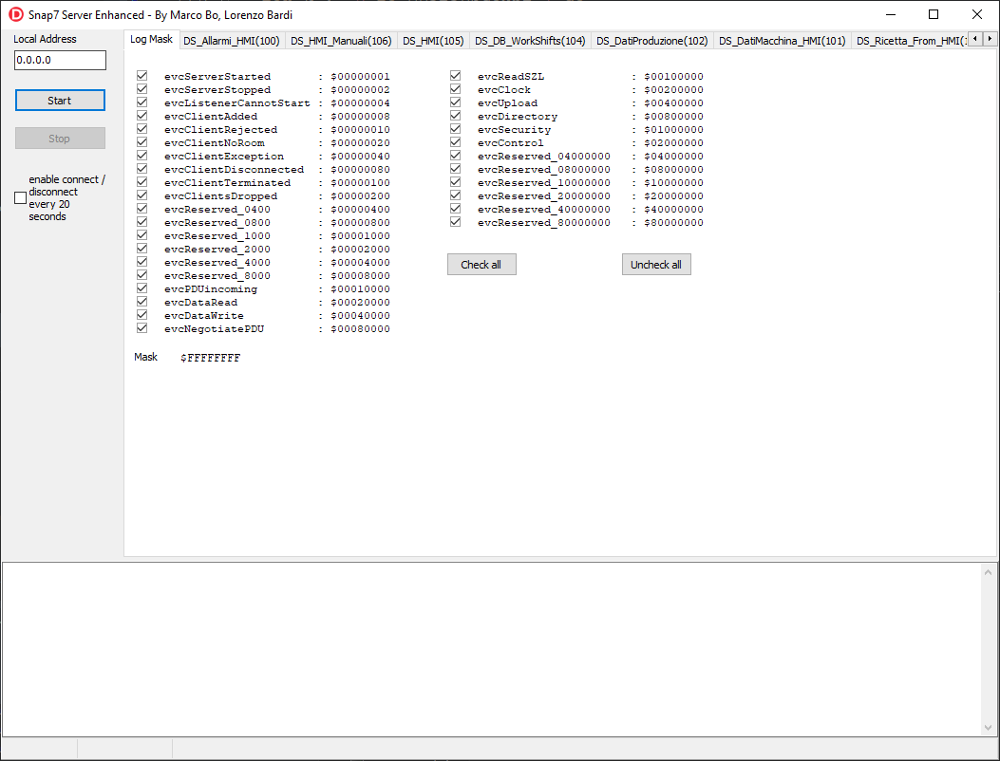 Snap7 Server Enhanced - By Marco Bo, Lorenzo Bardi
Local Address
0.0.0.0
Start
Stop
enable connect /
disconnect
every 20
seconds
Log Mask DS_Allarmi_HMI(100) DS_HMI_Manuali(106) DS_HMI(105) DS_DB_WorkShifts(104) DS_DatiProduzione(102) DS_DatiMacchina_HMI(101) DS_Ricetta_From_HMI(
evcServerStarted : $00000001
evcServerStopped : $00000002
evcListenerCannotStart : $00000004
evcClientAdded : $00000008
evcClientRejected : $00000010
evcClientNoRoom : $00000020
evcClientException : $00000040
evcClientDisconnected : $00000080
evcClientTerminated : $00000100
evcClientsDropped : $00000200
evcReserved_0400 : $00000400
evcReserved_0800 : $00000800
evcReserved_1000 : $00001000
evcReserved_2000 : $00002000
evcReserved_4000 : $00004000
evcReserved_8000 : $00008000
evcPDUincoming : $00010000
evcDataRead : $00020000
evcDataWrite : $00040000
evcNegotiatePDU : $00080000
evcReadSZL : $00100000
evcClock : $00200000
evcUpload : $00400000
evcDirectory : $00800000
evcSecurity : $01000000
evcControl : $02000000
evcReserved_04000000 : $04000000
evcReserved_08000000 : $08000000
evcReserved_10000000 : $10000000
evcReserved_20000000 : $20000000
evcReserved_40000000 : $40000000
evcReserved_80000000 : $80000000
Check all Uncheck all
Mask $FFFFFFFF